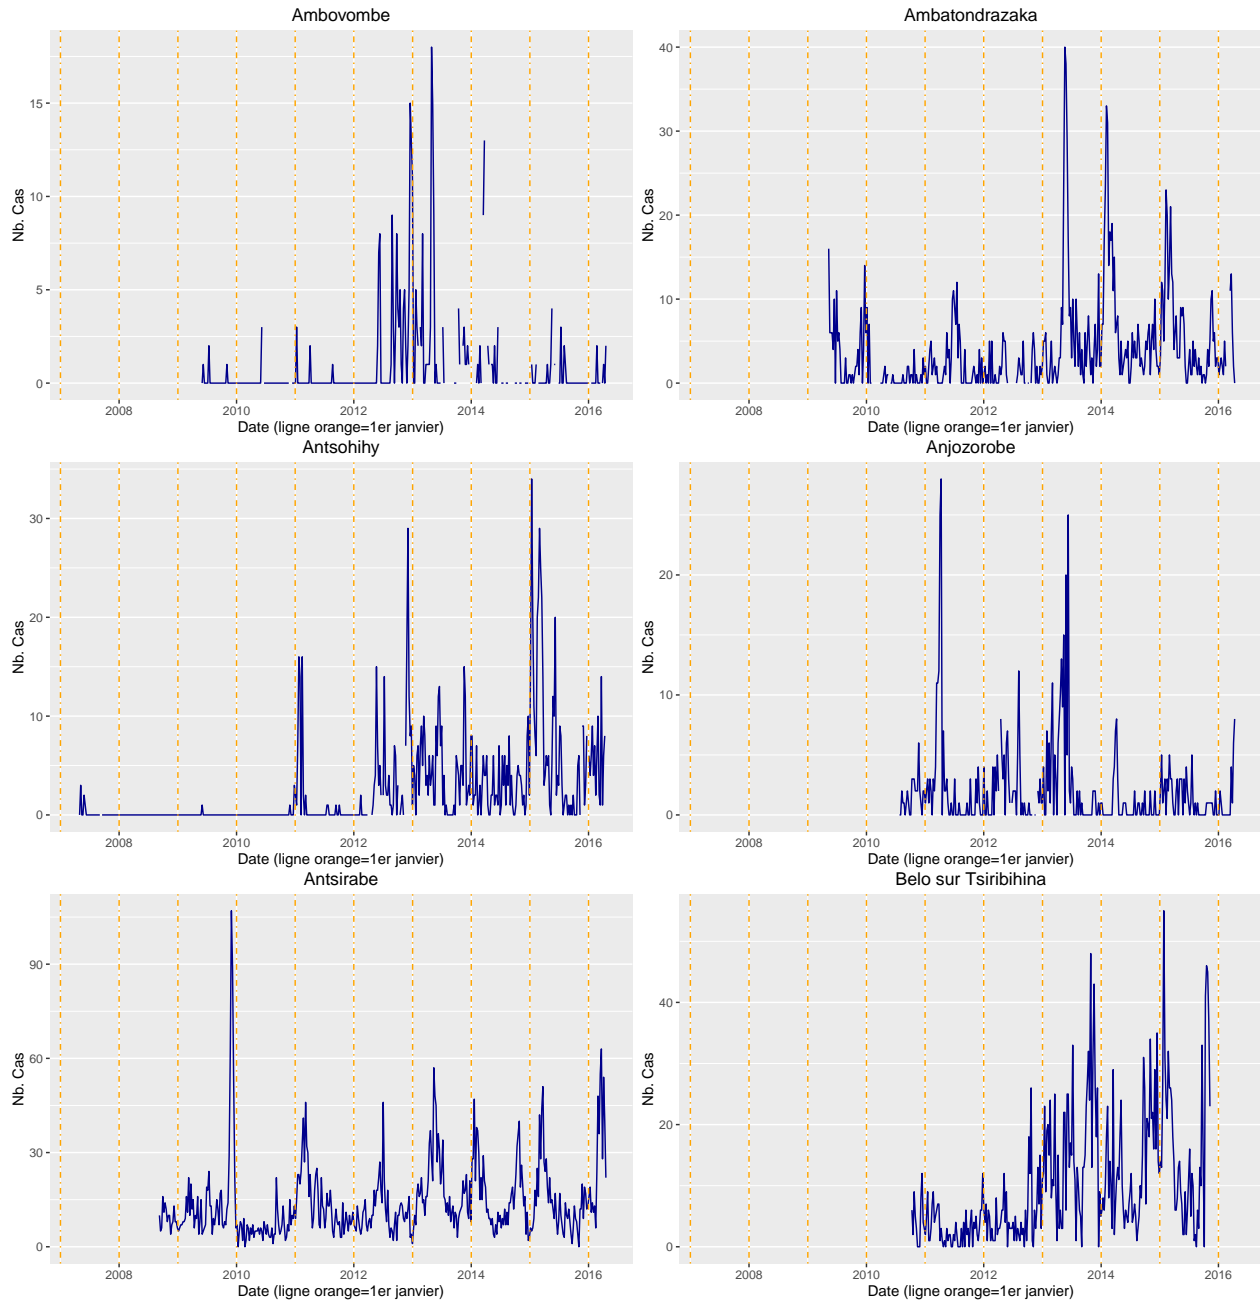 Ambovombe
Nb. Cas
15
10
5
0
2008 2010 2012 2014 2016
Date (ligne orange=1er janvier)
Ambatondrazaka
Nb. Cas
40
30
20
10
0
2008 2010 2012 2014 2016
Date (ligne orange=1er janvier)
Antsohihy
Nb. Cas
30
20
10
0
2008 2010 2012 2014 2016
Date (ligne orange=1er janvier)
Anjozorobe
Nb. Cas
20
10
0
2008 2010 2012 2014 2016
Date (ligne orange=1er janvier)
Antsirabe
Nb. Cas
90
60
30
0
2008 2010 2012 2014 2016
Date (ligne orange=1er janvier)
Belo sur Tsiribihina
Nb. Cas
40
20
0
2008 2010 2012 2014 2016
Date (ligne orange=1er janvier)